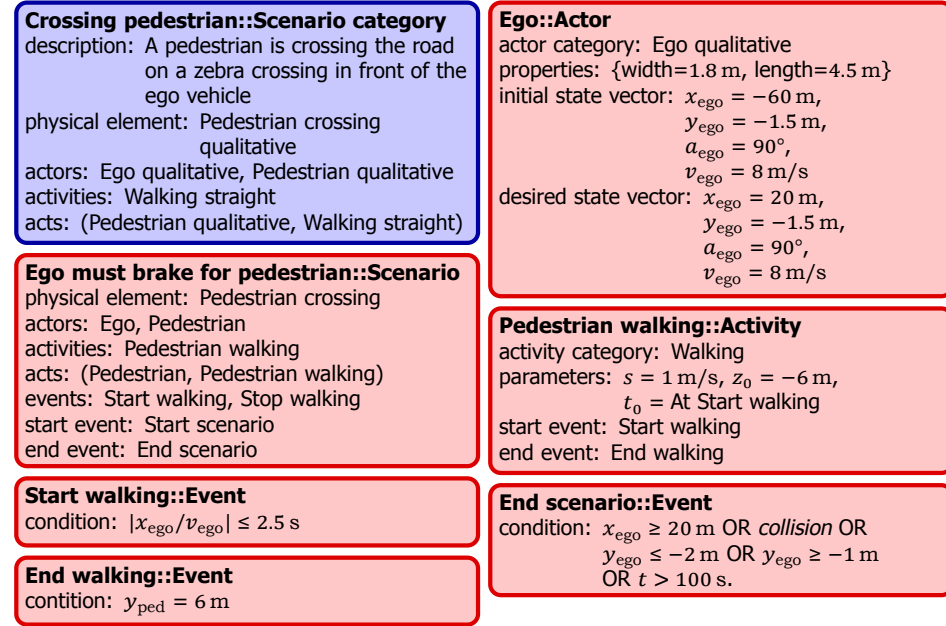 Crossing pedestrian::Scenario category
description: A pedestrian is crossing the road
on a zebra crossing in front of the
ego vehicle
physical element: Pedestrian crossing
qualitative
actors: Ego qualitative, Pedestrian qualitative
activities: Walking straight
acts: (Pedestrian qualitative, Walking straight)
Ego must brake for pedestrian::Scenario
physical element: Pedestrian crossing
actors: Ego, Pedestrian
activities: Pedestrian walking
acts: (Pedestrian, Pedestrian walking)
events: Start walking, Stop walking
start event: Start scenario
end event: End scenario
Start walking::Event
condition: |x_ego/v_ego| ≤ 2.5 s
End walking::Event
contition: y_ped = 6 m
Ego::Actor
actor category: Ego qualitative
properties: {width=1.8 m, length=4.5 m}
initial state vector: x_ego = −60 m,
y_ego = −1.5 m,
a_ego = 90°,
v_ego = 8 m/s
desired state vector: x_ego = 20 m,
y_ego = −1.5 m,
a_ego = 90°,
v_ego = 8 m/s
Pedestrian walking::Activity
activity category: Walking
parameters: s = 1 m/s, z_0 = −6 m,
t_0 = At Start walking
start event: Start walking
end event: End walking
End scenario::Event
condition: x_ego ≥ 20 m OR collision OR
y_ego ≤ −2 m OR y_ego ≥ −1 m
OR t > 100 s.